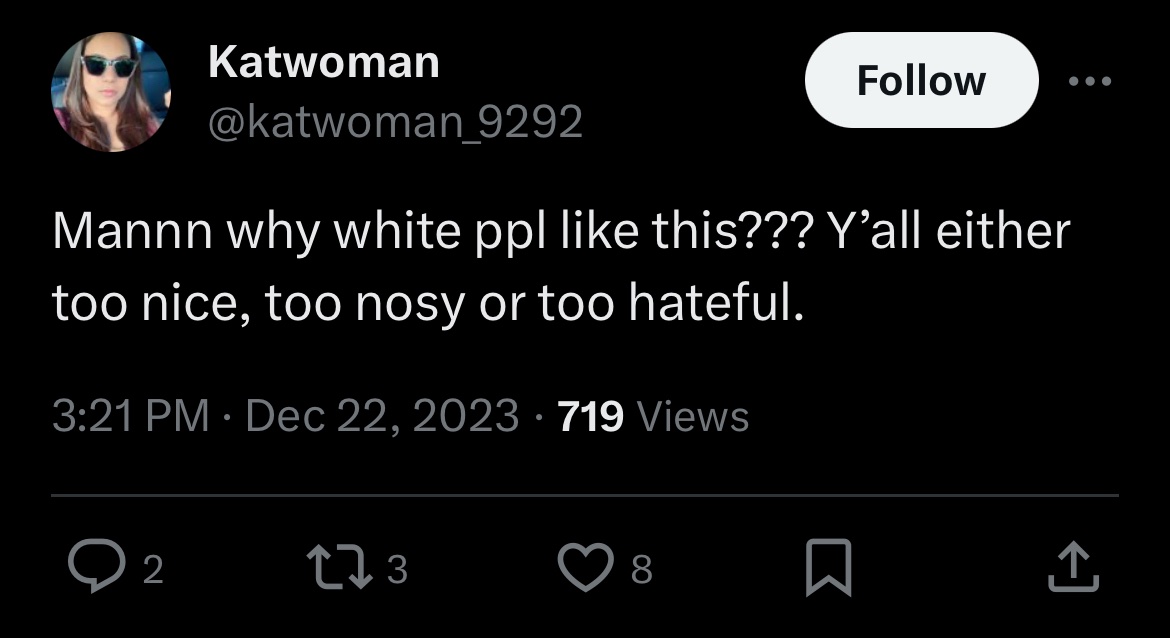 Katwoman
Follow
@katwoman_9292
Mannn why white ppl like this??? Y’all either
too nice, too nosy or too hateful.
3:21 PM · Dec 22, 2023 · 719 Views
2 3 8